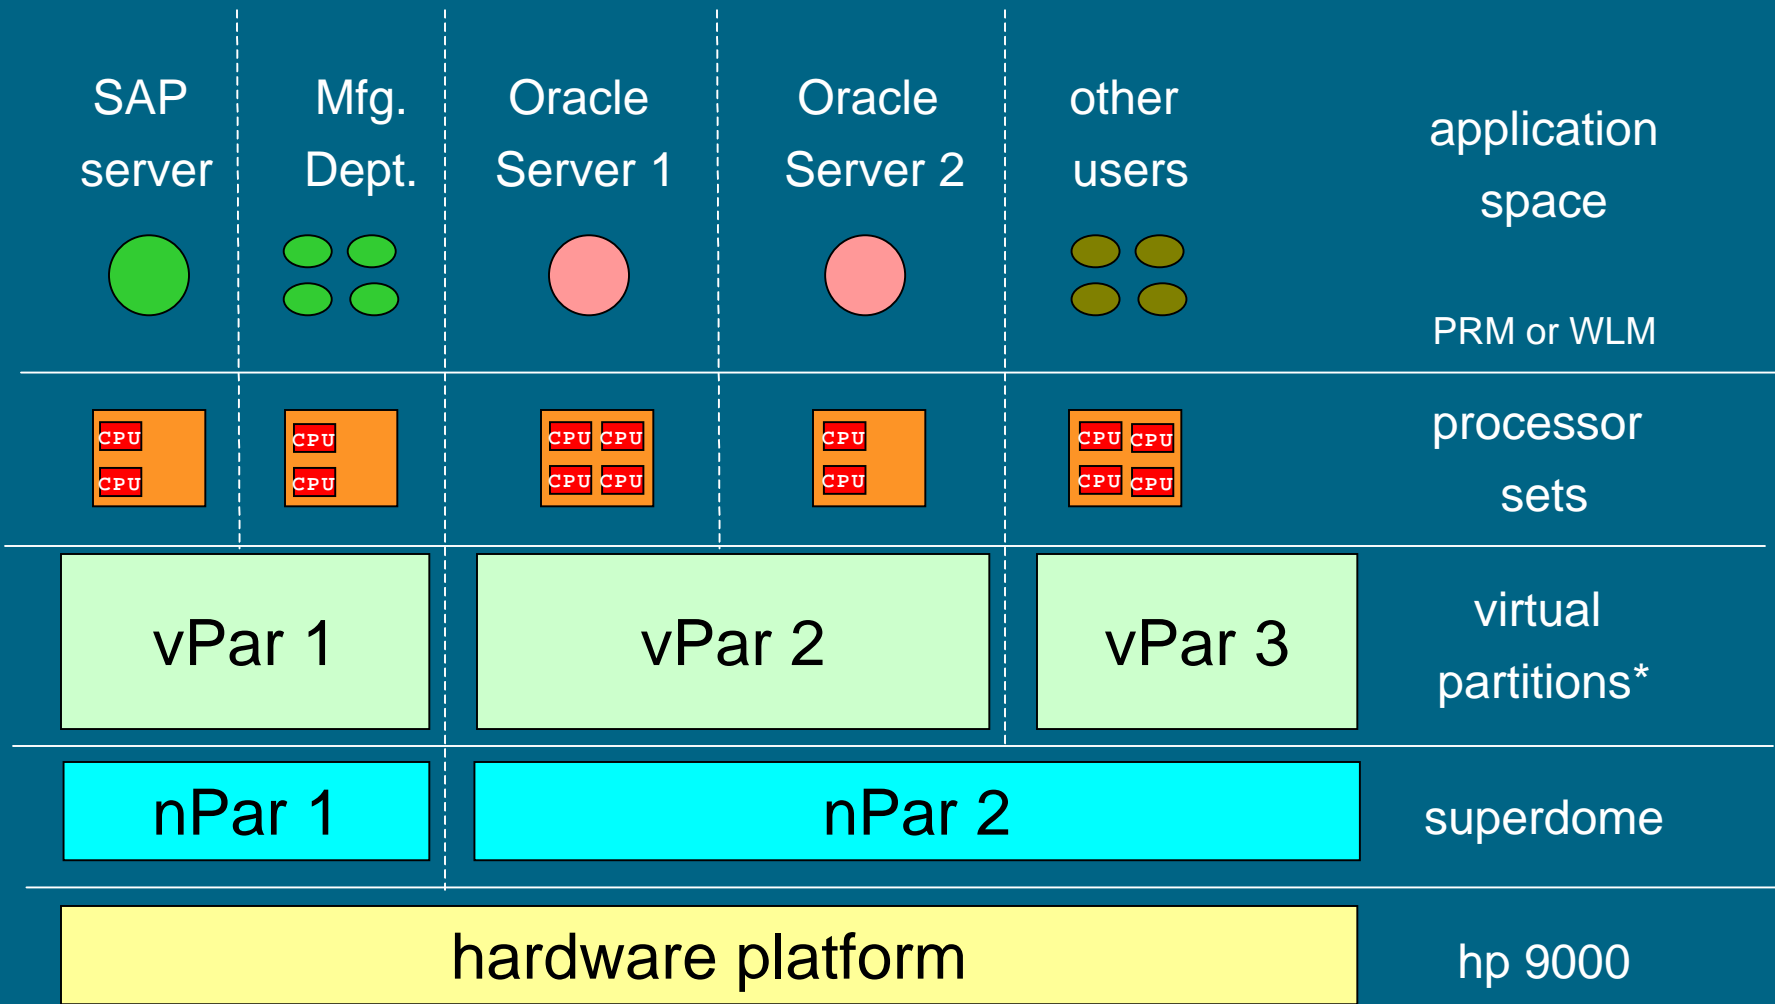 SAP
server
Mfg.
Dept.
Oracle
Server 1
Oracle
Server 2
other
users
application
space
PRM or WLM
CPU
CPU
CPU
CPU
CPU CPU
CPU CPU
CPU
CPU
CPU CPU
CPU CPU
processor
sets
vPar 1
vPar 2
vPar 3
virtual
partitions*
nPar 1
nPar 2
superdome
hardware platform
hp 9000